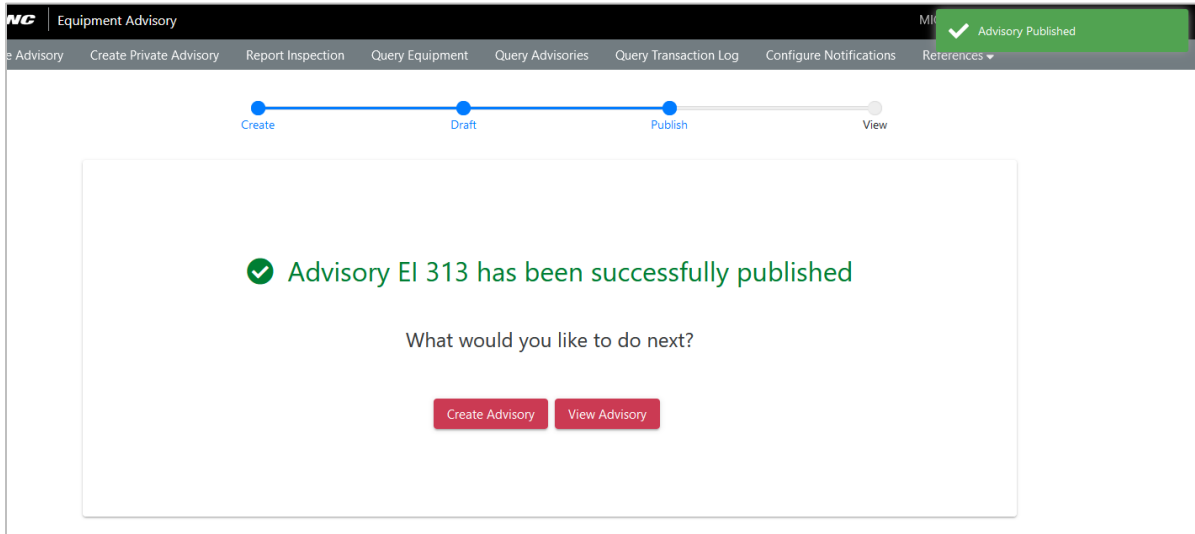 NC Equipment Advisory MI Advisory Published
e Advisory Create Private Advisory Report Inspection Query Equipment Query Advisories Query Transaction Log Configure Notifications References
Create Draft Publish View
Advisory EI 313 has been successfully published
What would you like to do next?
Create Advisory View Advisory